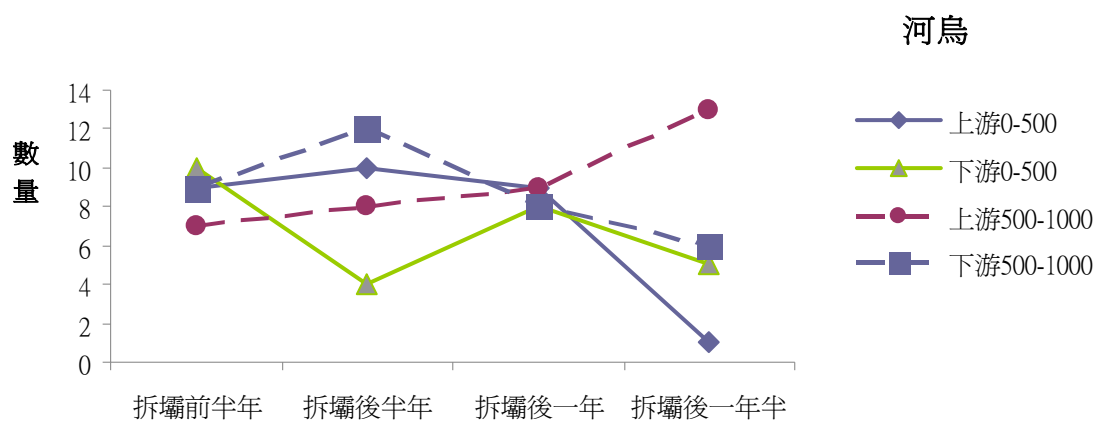 河烏
數
量
14
12
10
8
6
4
2
0
拆壩前半年 拆壩後半年 拆壩後一年 拆壩後一年半
上游0-500
下游0-500
上游500-1000
下游500-1000